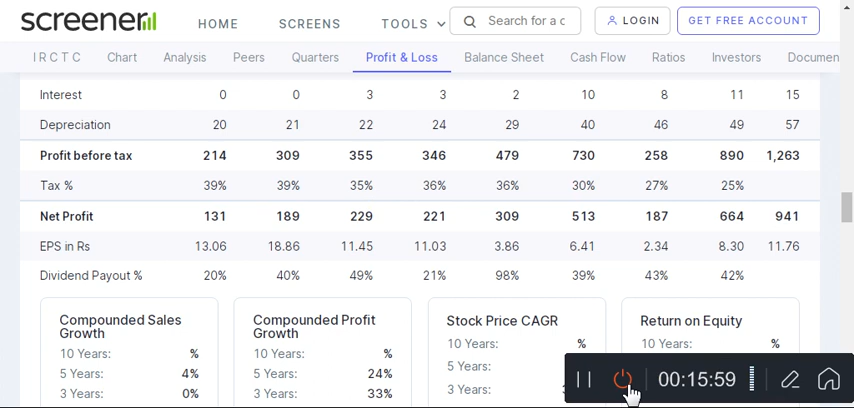 screener HOME SCREENS TOOLS Search for a c LOGIN GET FREE ACCOUNT
I R C T C Chart Analysis Peers Quarters Profit & Loss Balance Sheet Cash Flow Ratios Investors Documen
Interest 0 0 3 3 2 10 8 11 15
Depreciation 20 21 22 24 29 40 46 49 57
Profit before tax 214 309 355 346 479 730 258 890 1,263
Tax % 39% 39% 35% 36% 36% 30% 27% 25%
Net Profit 131 189 229 221 309 513 187 664 941
EPS in Rs 13.06 18.86 11.45 11.03 3.86 6.41 2.34 8.30 11.76
Dividend Payout % 20% 40% 49% 21% 98% 39% 43% 42%
Compounded Sales
Growth
10 Years: %
5 Years: 4%
3 Years: 0%
Compounded Profit
Growth
10 Years: %
5 Years: 24%
3 Years: 33%
Stock Price CAGR
10 Years: %
5 Years:
3 Years:
Return on Equity
10 Years: %
00:15:59